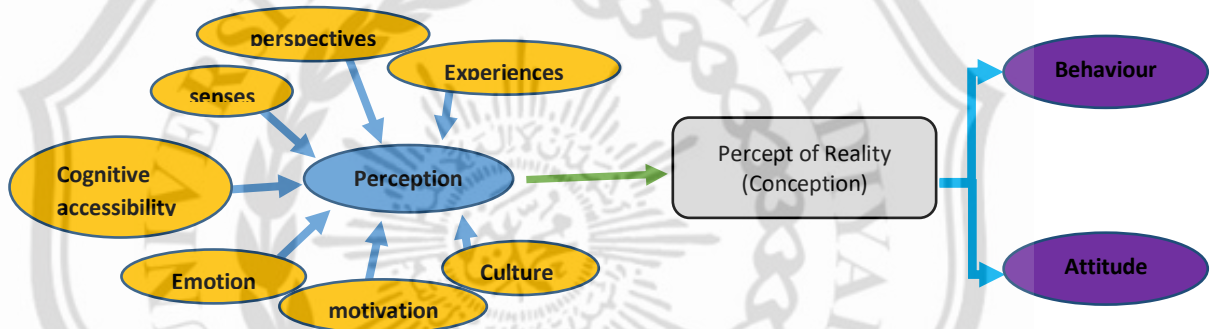 perspectives
Experiences
senses
Cognitive
accessibility
Perception
Emotion
motivation
Culture
Percept of Reality
(Conception)
Behaviour
Attitude